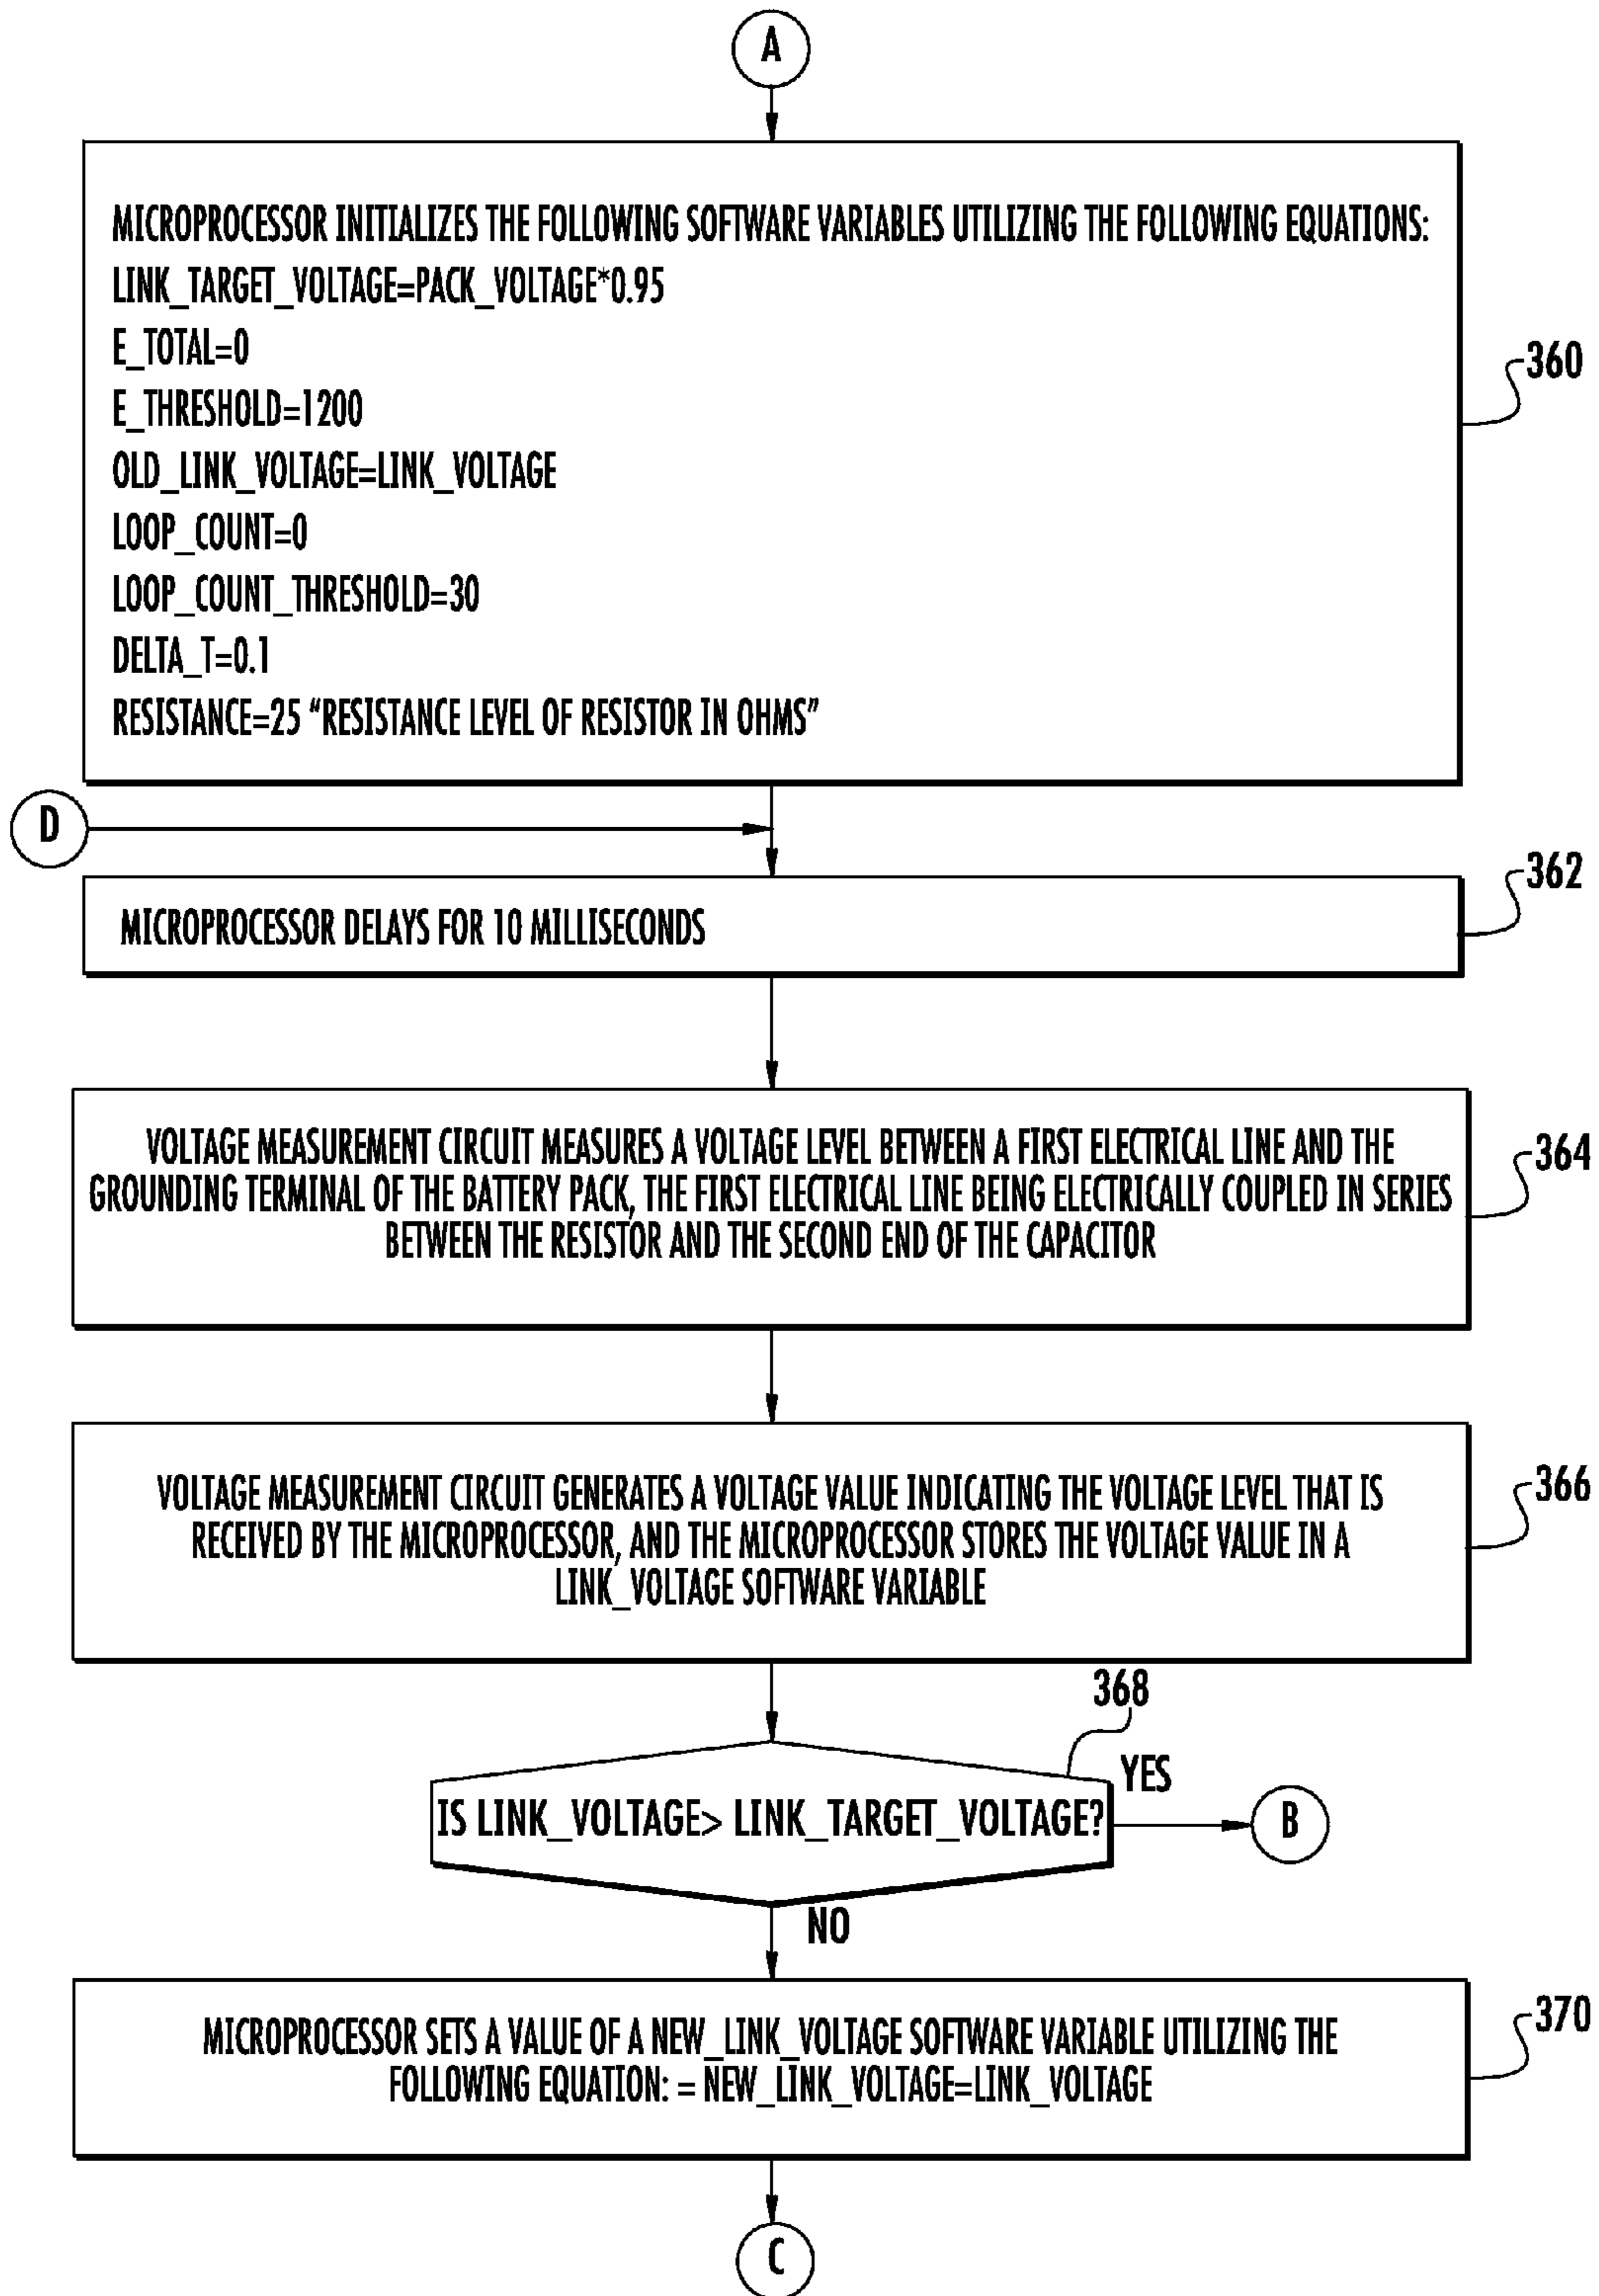 A
MICROPROCESSOR INITIALIZES THE FOLLOWING SOFTWARE VARIABLES UTILIZING THE FOLLOWING EQUATIONS:
LINK_TARGET_VOLTAGE=PACK_VOLTAGE*0.95
E_TOTAL=0
E_THRESHOLD=1200
OLD_LINK_VOLTAGE=LINK_VOLTAGE
LOOP_COUNT=0
LOOP_COUNT_THRESHOLD=30
DELTA_T=0.1
RESISTANCE=25 “RESISTANCE LEVEL OF RESISTOR IN OHMS”
360
D
MICROPROCESSOR DELAYS FOR 10 MILLISECONDS
362
VOLTAGE MEASUREMENT CIRCUIT MEASURES A VOLTAGE LEVEL BETWEEN A FIRST ELECTRICAL LINE AND THE
GROUNDING TERMINAL OF THE BATTERY PACK, THE FIRST ELECTRICAL LINE BEING ELECTRICALLY COUPLED IN SERIES
BETWEEN THE RESISTOR AND THE SECOND END OF THE CAPACITOR
364
VOLTAGE MEASUREMENT CIRCUIT GENERATES A VOLTAGE VALUE INDICATING THE VOLTAGE LEVEL THAT IS
RECEIVED BY THE MICROPROCESSOR, AND THE MICROPROCESSOR STORES THE VOLTAGE VALUE IN A
LINK_VOLTAGE SOFTWARE VARIABLE
366
368
IS LINK_VOLTAGE> LINK_TARGET_VOLTAGE?
YES
B
NO
MICROPROCESSOR SETS A VALUE OF A NEW_LINK_VOLTAGE SOFTWARE VARIABLE UTILIZING THE
FOLLOWING EQUATION: = NEW_LINK_VOLTAGE=LINK_VOLTAGE
370
C